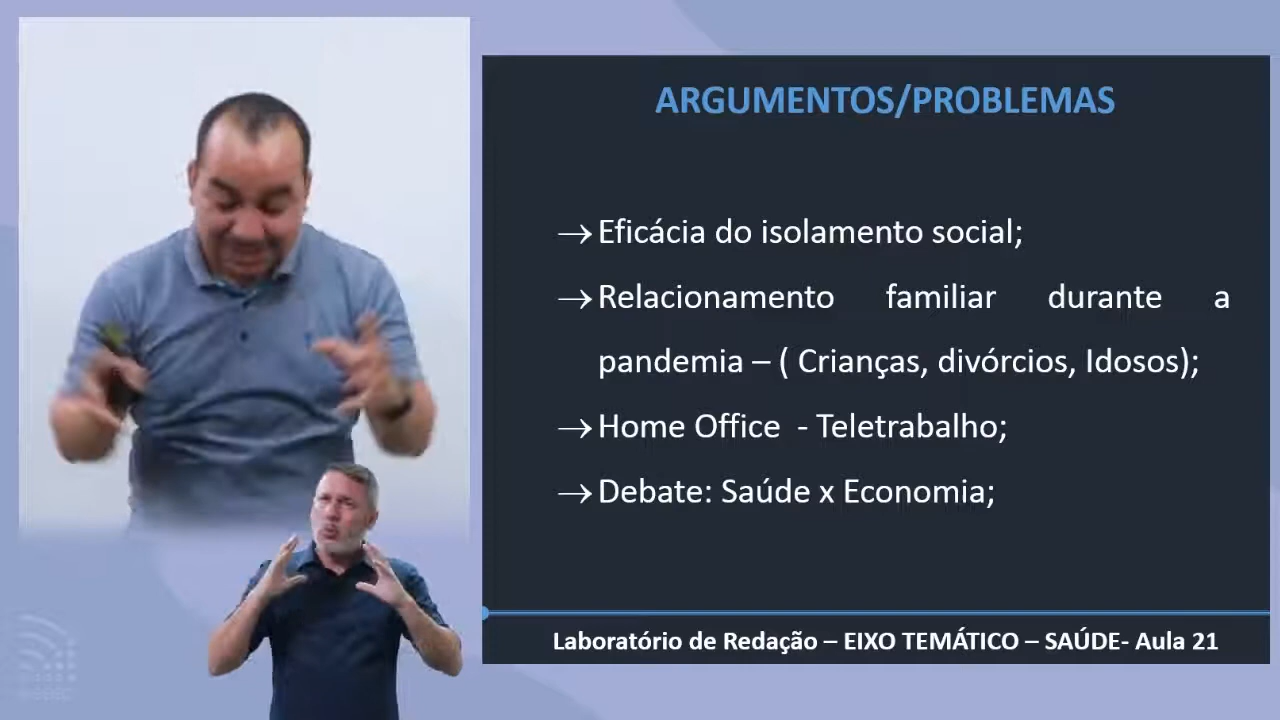 ARGUMENTOS/PROBLEMAS
→Eficácia do isolamento social;
→Relacionamento familiar durante a
pandemia – ( Crianças, divórcios, Idosos);
→Home Office - Teletrabalho;
→Debate: Saúde x Economia;
Laboratório de Redação – EIXO TEMÁTICO – SAÚDE- Aula 21